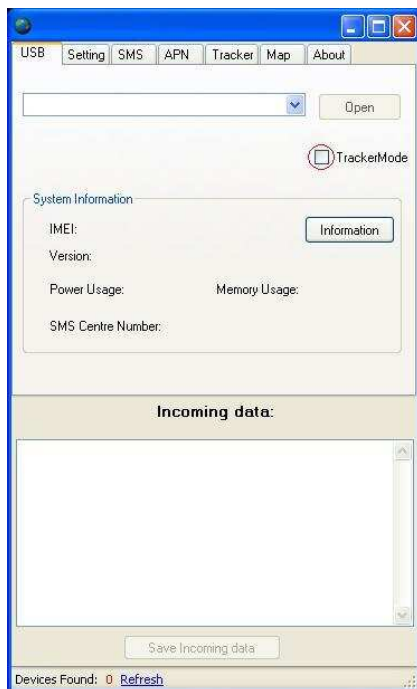 USB Setting SMS APN Tracker Map About
Open
TrackerMode
System Information
IMEI: Information
Version:
Power Usage: Memory Usage:
SMS Centre Number:
Incoming data:
Save Incoming data
Devices Found: 0 Refresh